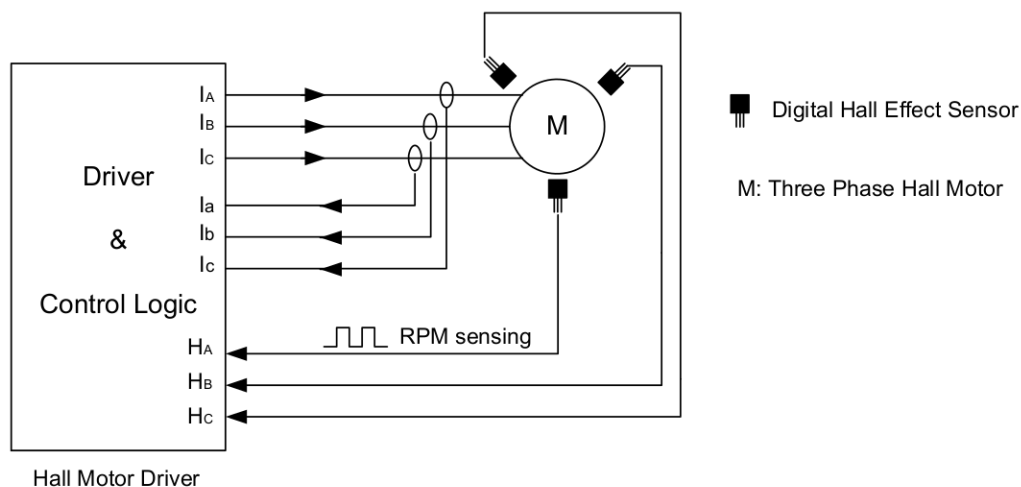 IA
IB
IC
Ia
Ib
Ic
Driver
&
Control Logic
HA
HB
HC
RPM sensing
M
Hall Motor Driver
Digital Hall Effect Sensor
M: Three Phase Hall Motor